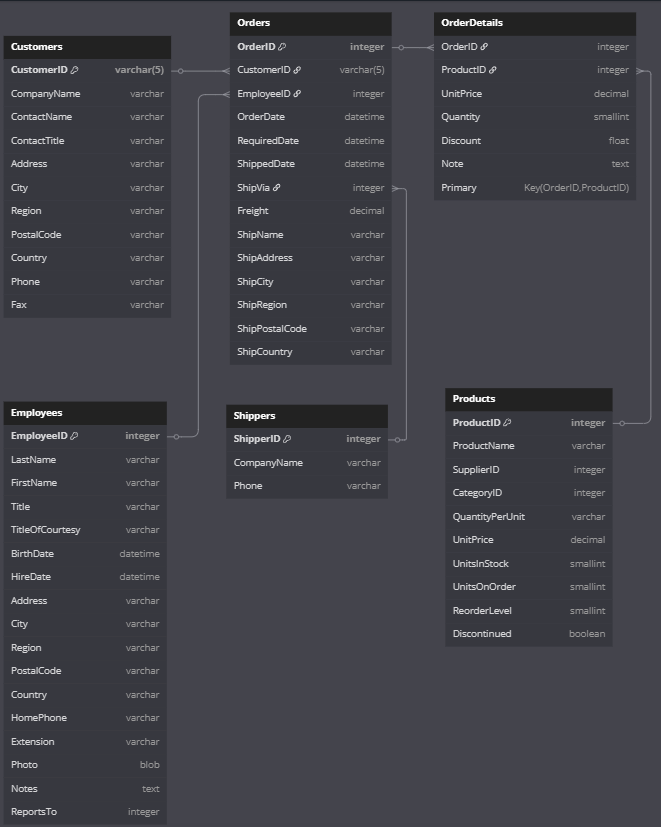 Customers
CustomerID varchar(5)
CompanyName varchar
ContactName varchar
ContactTitle varchar
Address varchar
City varchar
Region varchar
PostalCode varchar
Country varchar
Phone varchar
Fax varchar
Orders
OrderID integer
CustomerID varchar(5)
EmployeeID integer
OrderDate datetime
RequiredDate datetime
ShippedDate datetime
ShipVia integer
Freight decimal
ShipName varchar
ShipAddress varchar
ShipCity varchar
ShipRegion varchar
ShipPostalCode varchar
ShipCountry varchar
OrderDetails
OrderID integer
ProductID integer
UnitPrice decimal
Quantity smallint
Discount float
Note text
Primary Key(OrderID,ProductID)
Employees
EmployeeID integer
LastName varchar
FirstName varchar
Title varchar
TitleOfCourtesy varchar
BirthDate datetime
HireDate datetime
Address varchar
City varchar
Region varchar
PostalCode varchar
Country varchar
HomePhone varchar
Extension varchar
Photo blob
Notes text
ReportsTo integer
Shippers
ShipperID integer
CompanyName varchar
Phone varchar
Products
ProductID integer
ProductName varchar
SupplierID integer
CategoryID integer
QuantityPerUnit varchar
UnitPrice decimal
UnitsInStock smallint
UnitsOnOrder smallint
ReorderLevel smallint
Discontinued boolean